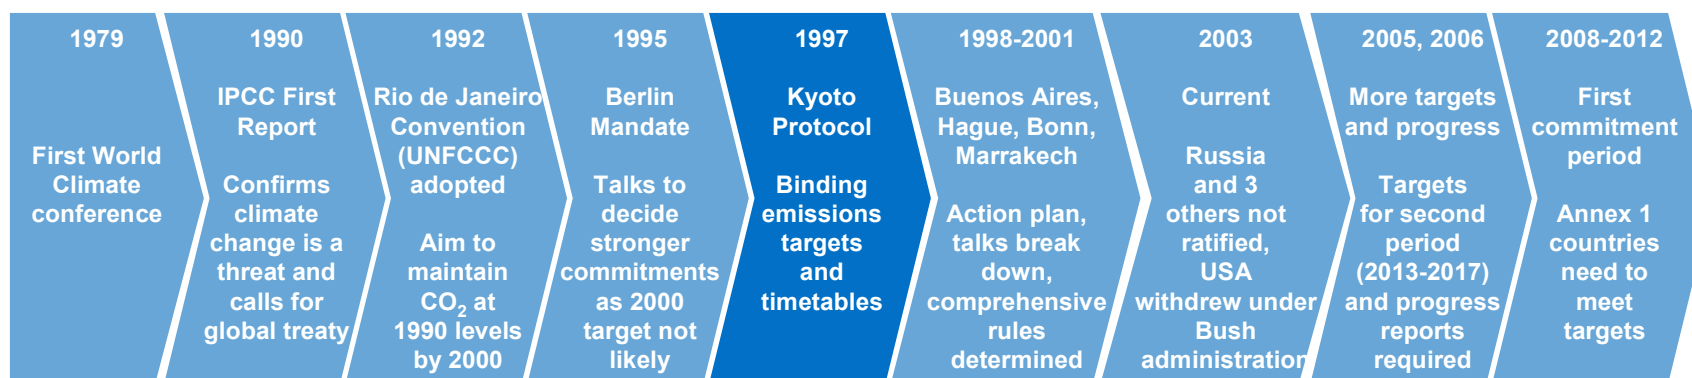 1979
First World
Climate
conference
1990
IPCC First
Report
Confirms
climate
change is a
threat and
calls for
global treaty
1992
Rio de Janeiro
Convention
(UNFCCC)
adopted
Aim to
maintain
CO2 at
1990 levels
by 2000
1995
Berlin
Mandate
Talks to
decide
stronger
commitments
as 2000
target not
likely
1997
Kyoto
Protocol
Binding
emissions
targets
and
timetables
1998-2001
Buenos Aires,
Hague, Bonn,
Marrakech
Action plan,
talks break
down,
comprehensive
rules
determined
2003
Current
Russia
and 3
others not
ratified,
USA
withdrew under
Bush
administration
2005, 2006
More targets
and progress
Targets
for second
period
(2013-2017)
and progress
reports
required
2008-2012
First
commitment
period
Annex 1
countries
need to
meet
targets